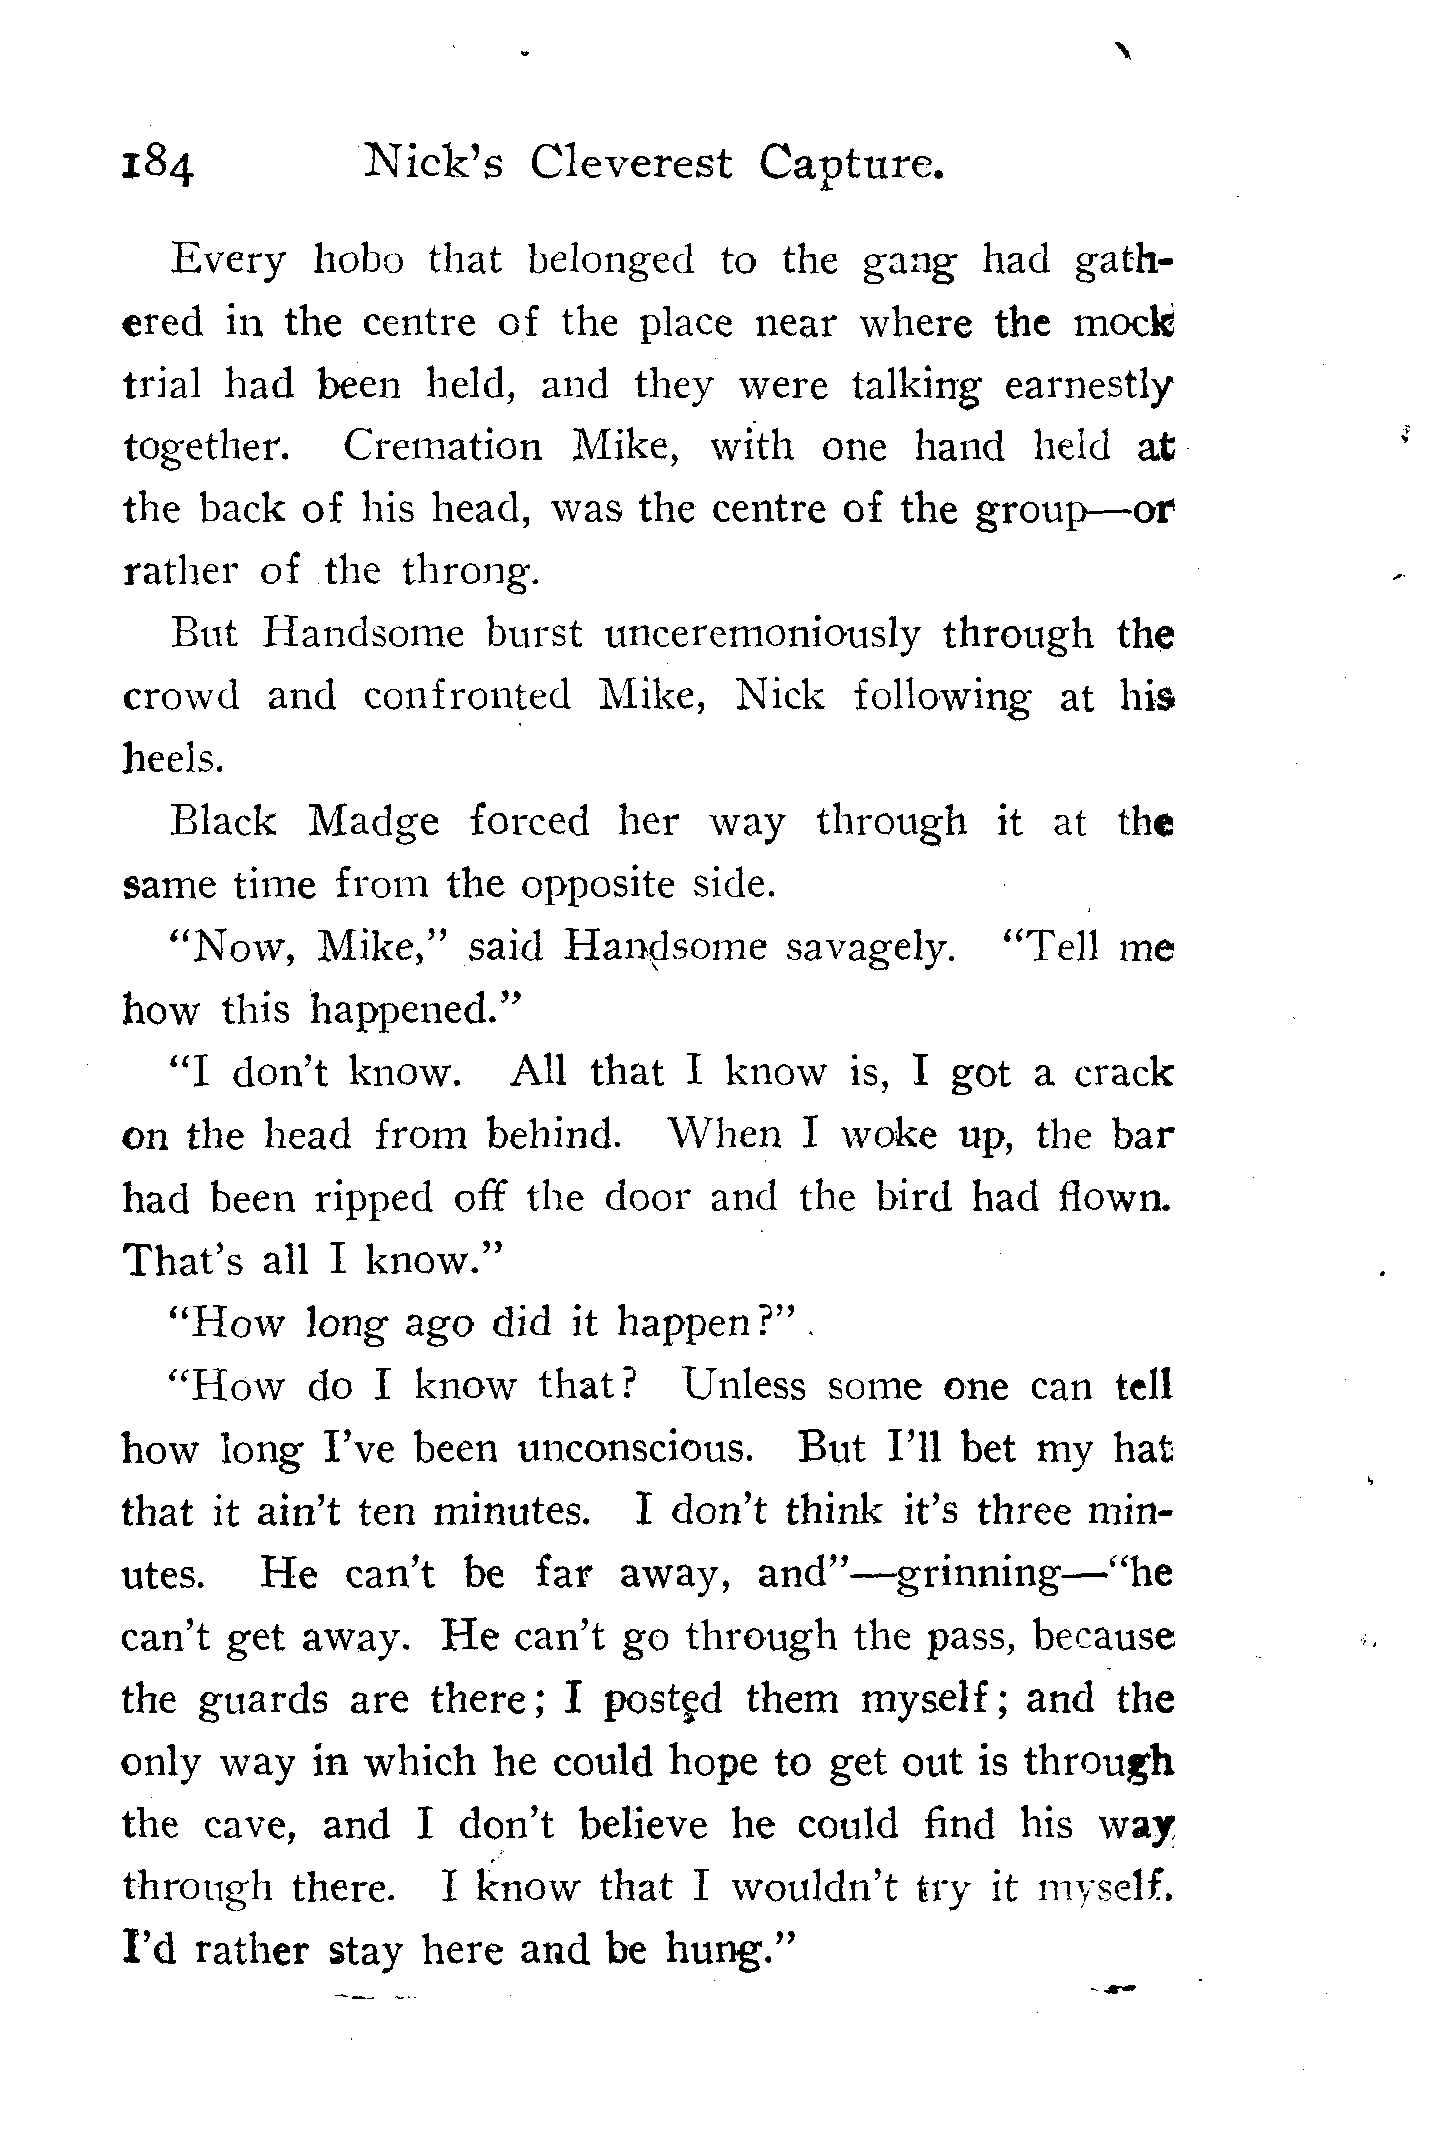 184 Nick's Cleverest Capture.
Every hobo that belonged to the gang had gath-
ered in the centre of the place near where the mock
trial had been held, and they were talking earnestly
together. Cremation Mike, with one hand held at
the back of his head, was the centre of the group—or
rather of the throng.
But Handsome burst unceremoniously through the
crowd and confronted Mike, Nick following at his
heels.
Black Madge forced her way through it at the
same time from the opposite side.
"Now, Mike," said Handsome savagely. "Tell me
how this happened."
"I don't know. All that I know is, I got a crack
on the head from behind. When I woke up, the bar
had been ripped off the door and the bird had flown.
That's all I know."
"How long ago did it happen?"
"How do I know that? Unless some one can tell
how long I've been unconscious. But I'll bet my hat
that it ain't ten minutes. I don't think it's three min-
utes. He can't be far away, and"—grinning—"he
can't get away. He can't go through the pass, because
the guards are there; I posted them myself; and the
only way in which he could hope to get out is through
the cave, and I don't believe he could find his way
through there. I know that I wouldn't try it myself.
I'd rather stay here and be hung."